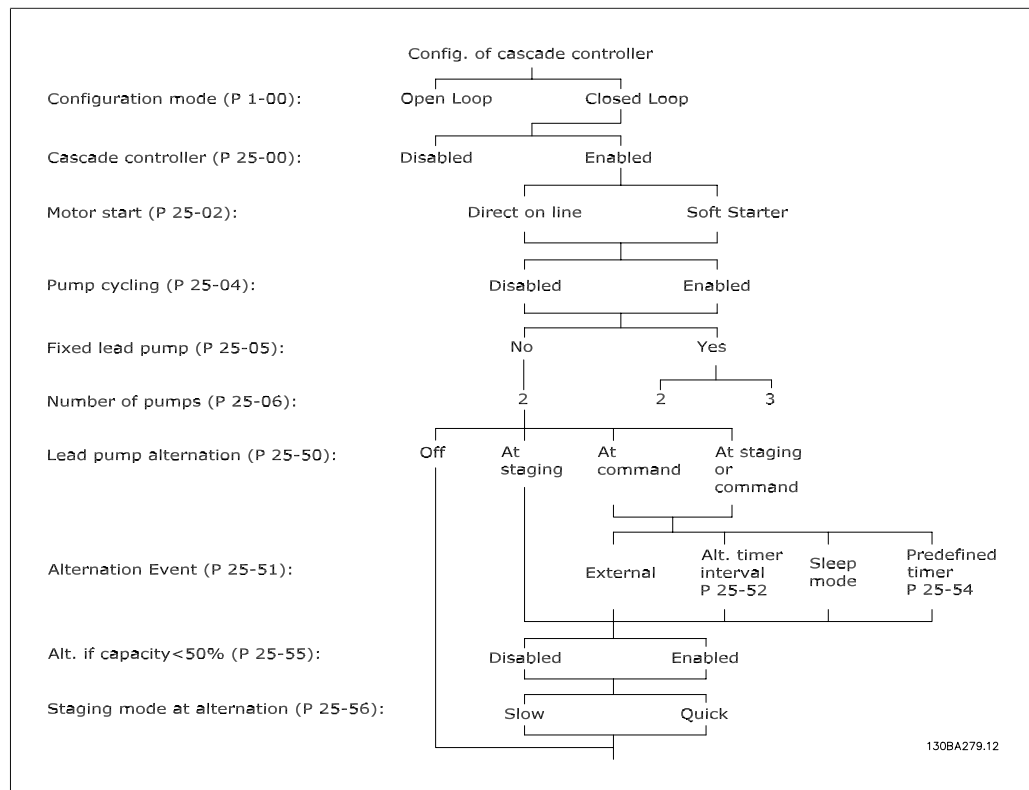 Config. of cascade controller
Configuration mode (P 1-00):
Open Loop
Closed Loop
Cascade controller (P 25-00):
Disabled
Enabled
Motor start (P 25-02):
Direct on line
Soft Starter
Pump cycling (P 25-04):
Disabled
Enabled
Fixed lead pump (P 25-05):
No
Yes
Number of pumps (P 25-06):
2
2
3
Lead pump alternation (P 25-50):
Off
At
staging
At
command
At staging
or
command
Alternation Event (P 25-51):
External
Alt. timer
interval
P 25-52
Sleep
mode
Predefined
timer
P 25-54
Alt. if capacity<50% (P 25-55):
Disabled
Enabled
Staging mode at alternation (P 25-56):
Slow
Quick
130BA279.12